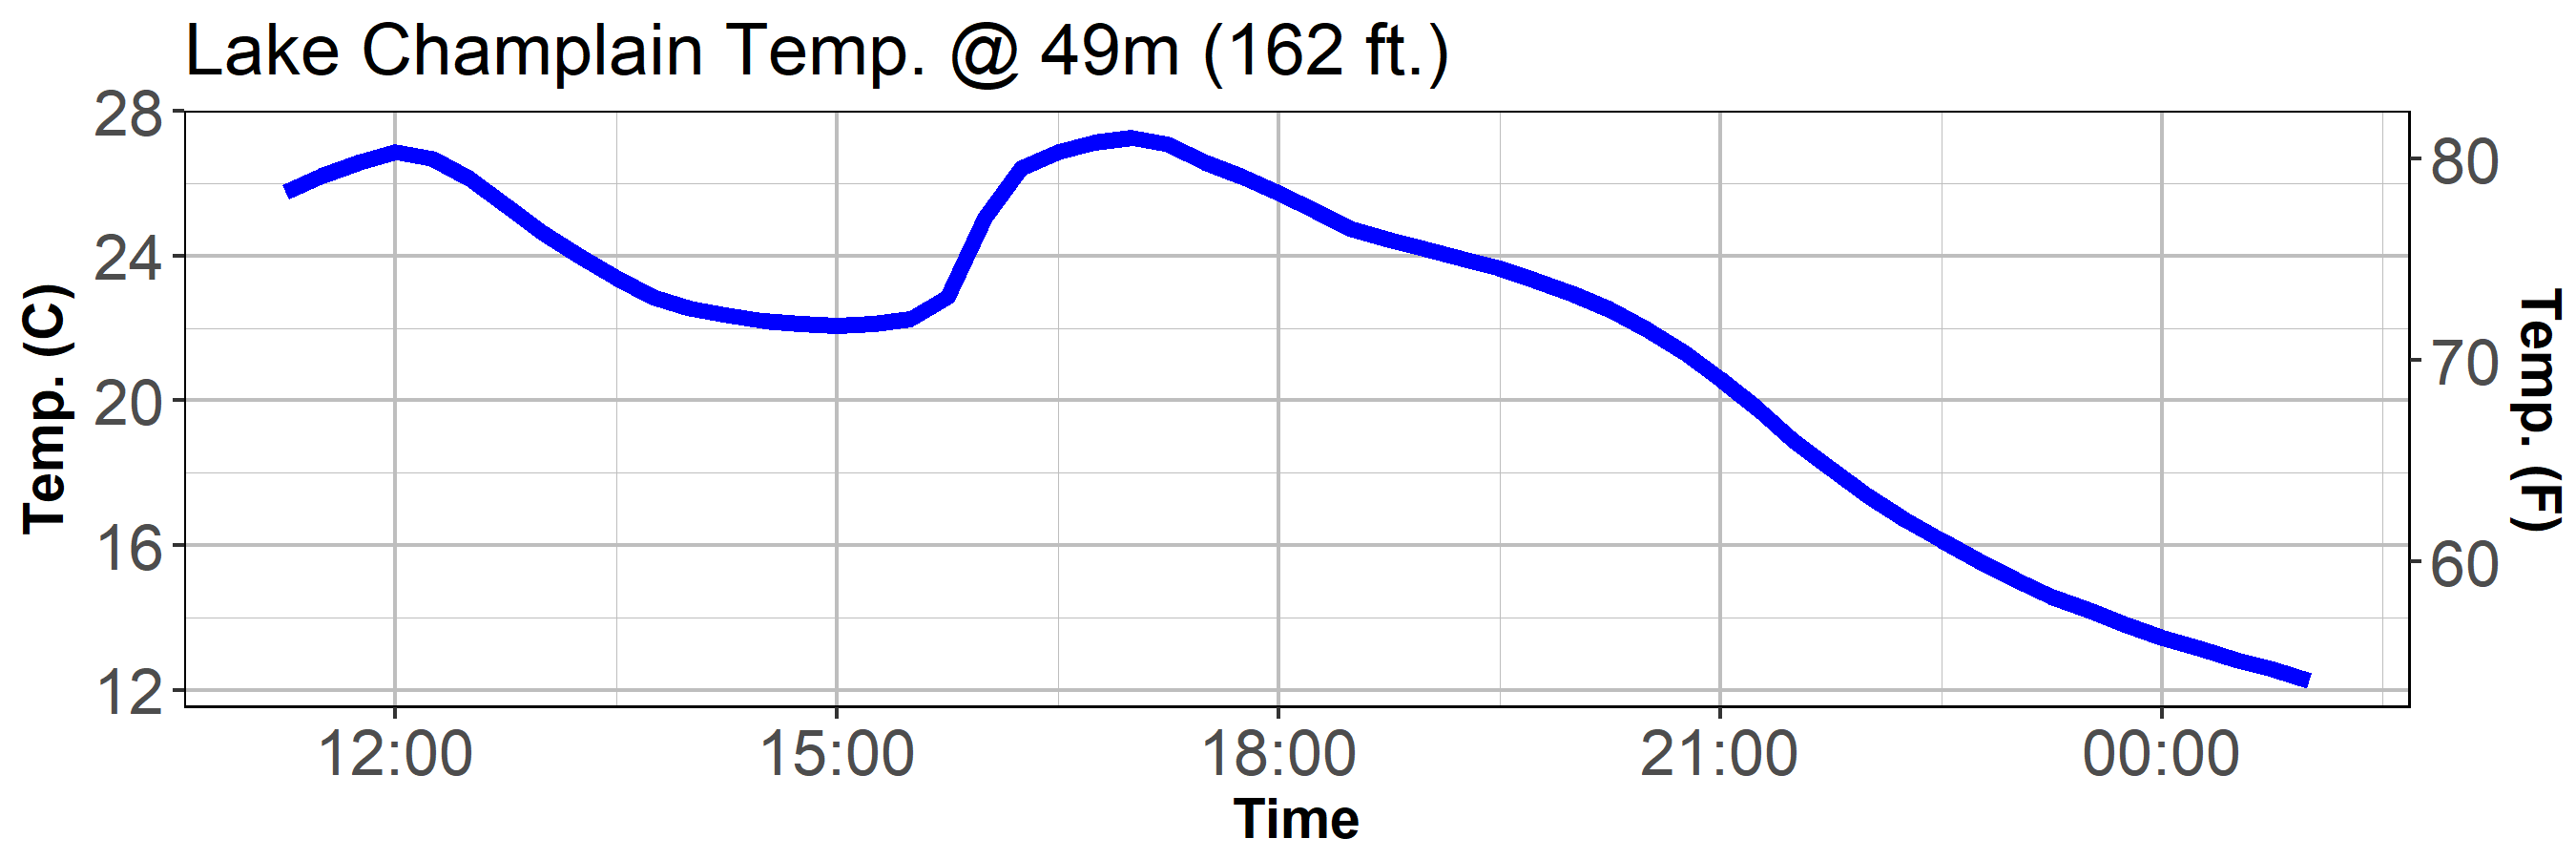 Lake Champlain Temp. @ 49m (162 ft.)
28
24
20
16
12
Temp. (C)
80
70
60
Temp. (F)
12:00 15:00 18:00 21:00 00:00
Time